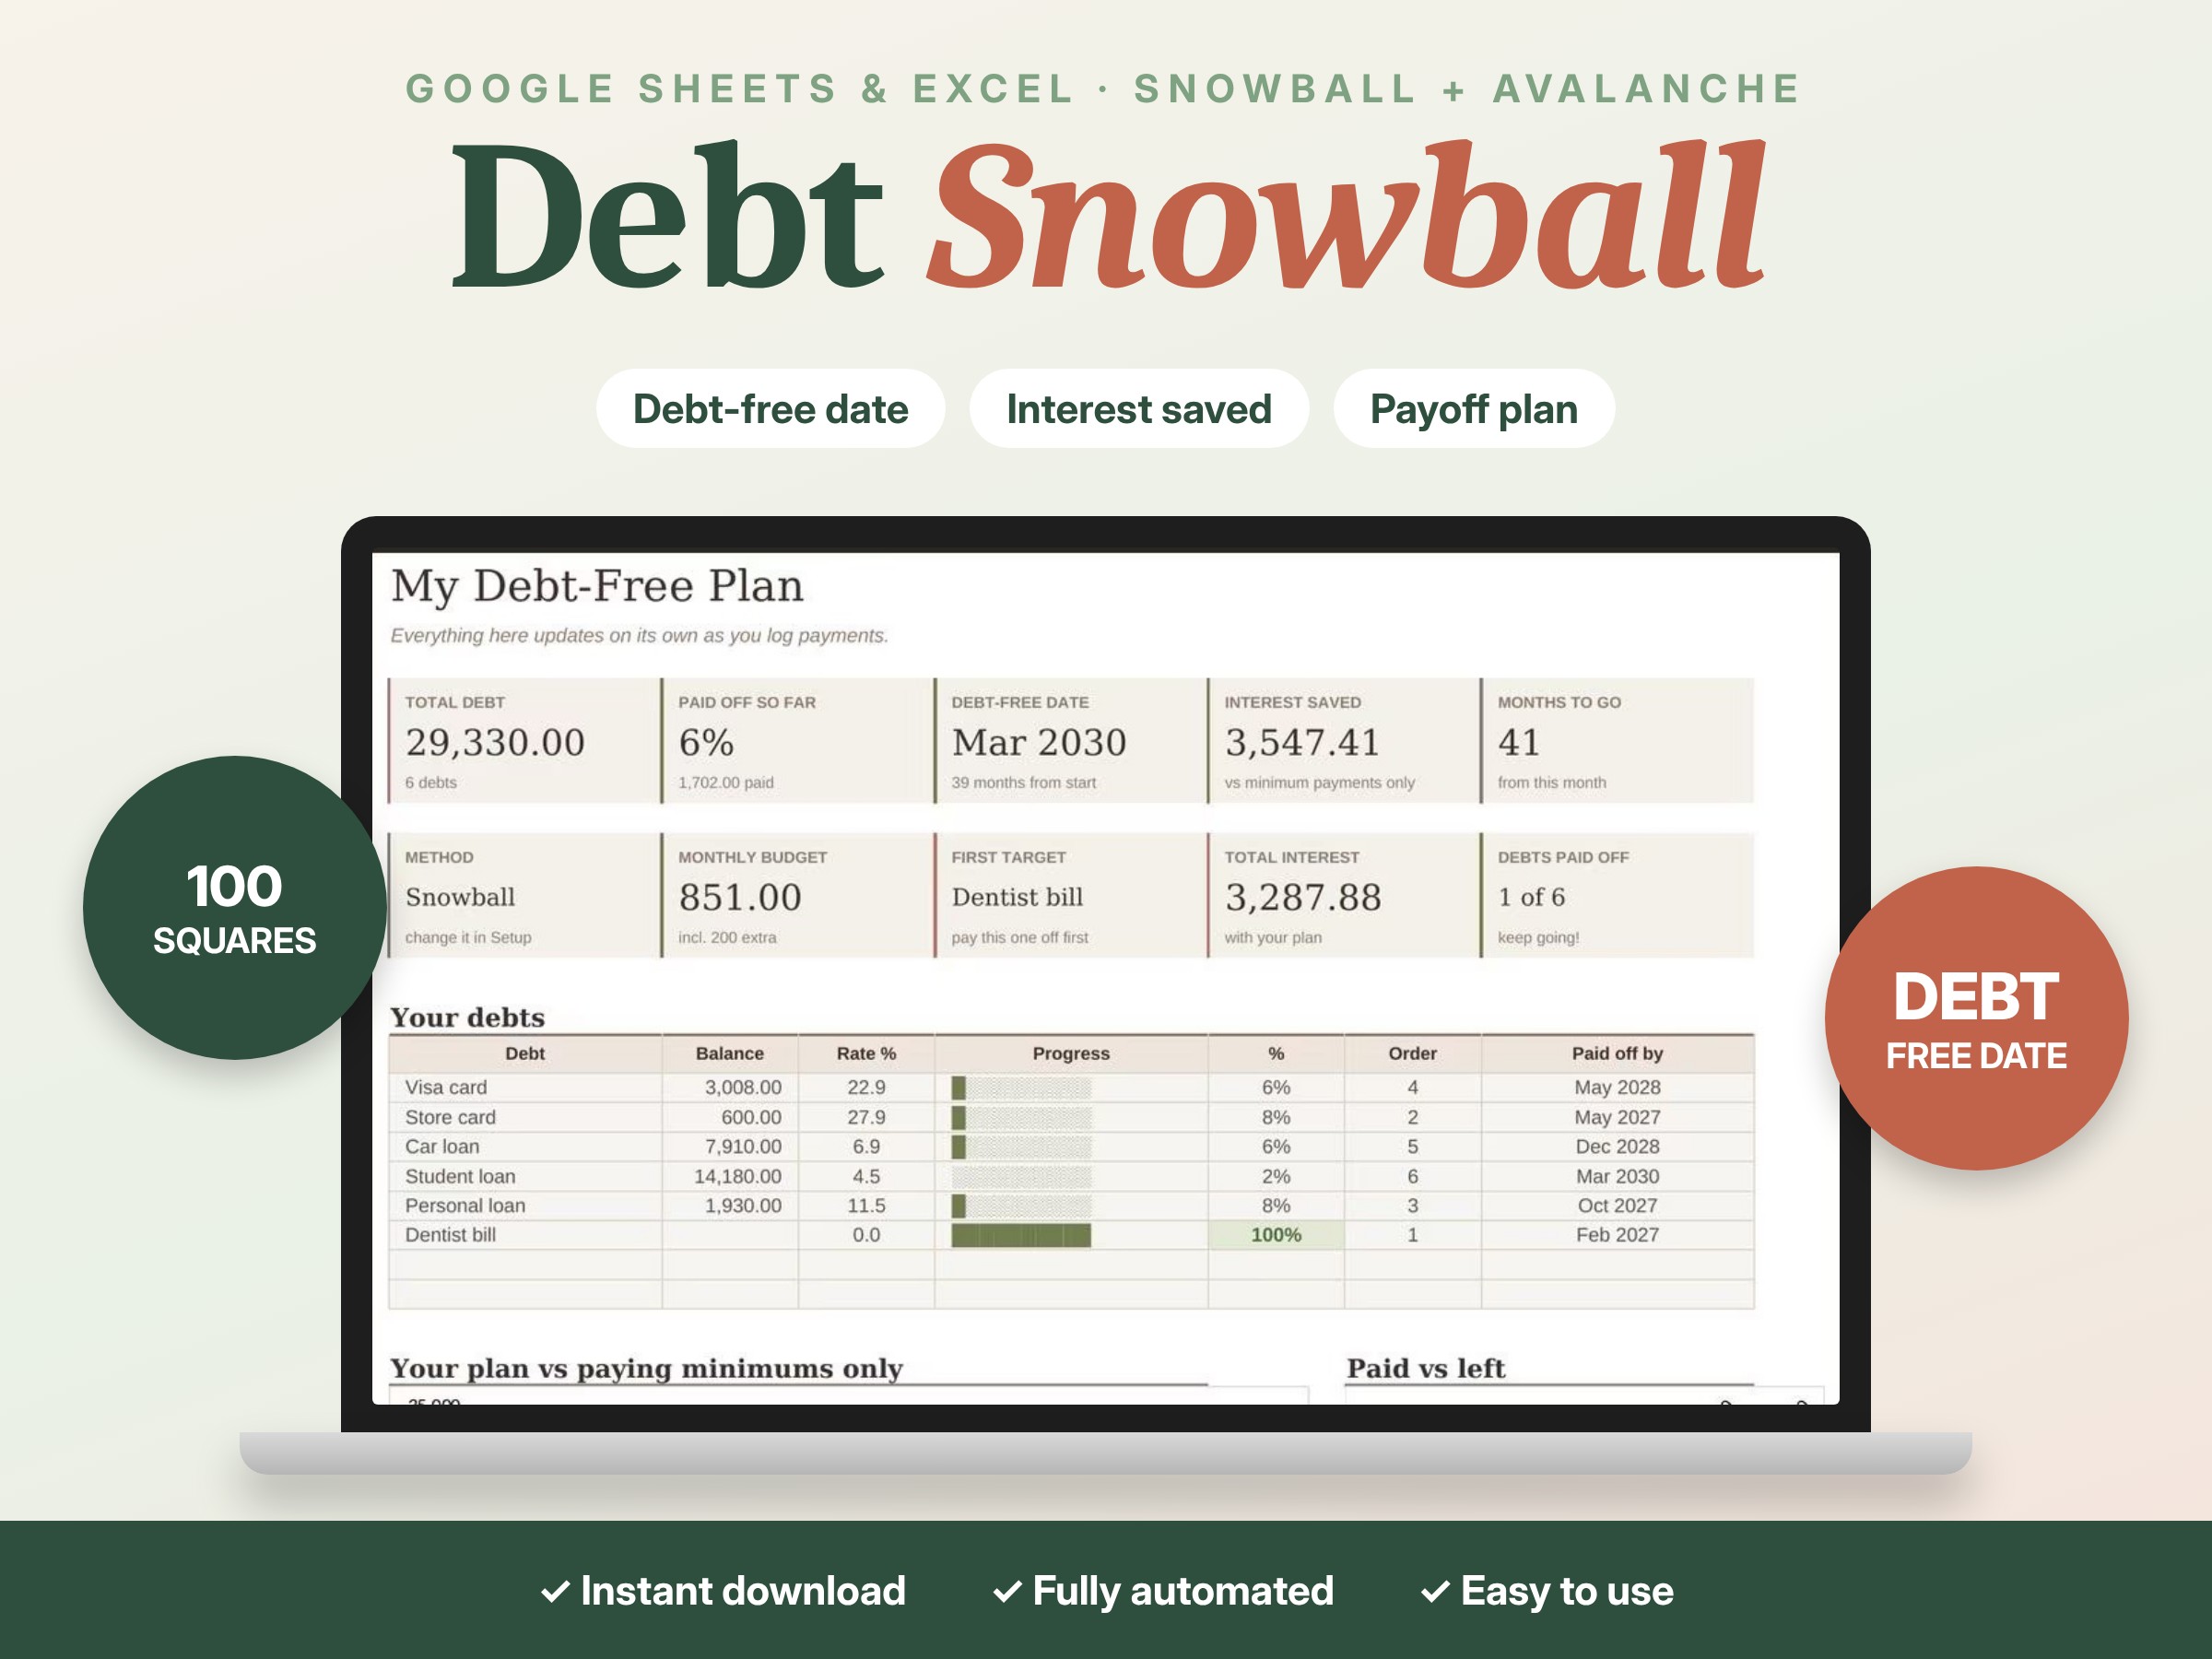 GOOGLE SHEETS & EXCEL · SNOWBALL + AVALANCHE
Debt Snowball
Debt-free date Interest saved Payoff plan
My Debt-Free Plan
Everything here updates on its own as you log payments.
TOTAL DEBT PAID OFF SO FAR DEBT-FREE DATE INTEREST SAVED MONTHS TO GO
29,330.00 6% Mar 2030 3,547.41 41
6 debts 1,702.00 paid 39 months from start vs minimum payments only from this month
METHOD MONTHLY BUDGET FIRST TARGET TOTAL INTEREST DEBTS PAID OFF
Snowball 851.00 Dentist bill 3,287.88 1 of 6
change it in Setup incl. 200 extra pay this one off first with your plan keep going!
100
SQUARES
DEBT
FREE DATE
Your debts
Debt Balance Rate % Progress % Order Paid off by
Visa card 3,008.00 22.9 6% 4 May 2028
Store card 600.00 27.9 8% 2 May 2027
Car loan 7,910.00 6.9 6% 5 Dec 2028
Student loan 14,180.00 4.5 2% 6 Mar 2030
Personal loan 1,930.00 11.5 8% 3 Oct 2027
Dentist bill 0.0 100% 1 Feb 2027
Your plan vs paying minimums only Paid vs left
✓ Instant download ✓ Fully automated ✓ Easy to use